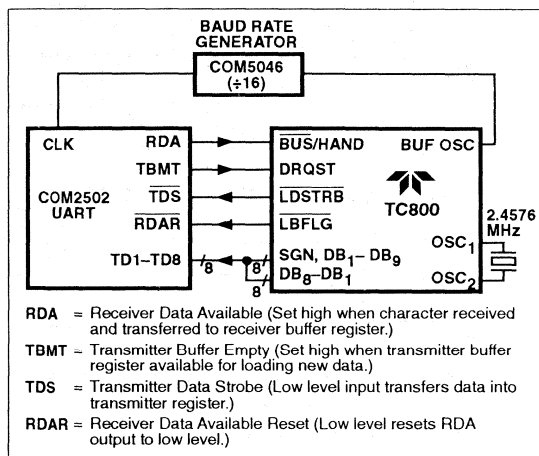 BAUD RATE
GENERATOR
COM5046
(÷16)
CLK
RDA
BUS/HAND
BUF OSC
TBMT
DRQST
COM2502
UART
TDS
LDSTRB
TC800
RDAR
LBFLG
2.4576
MHz
TD1–TD8
8
8
SGN, DB1– DB9
OSC1
8
DB8–DB1
OSC2
RDA = Receiver Data Available (Set high when character received
and transferred to receiver buffer register.)
TBMT = Transmitter Buffer Empty (Set high when transmitter buffer
register available for loading new data.)
TDS = Transmitter Data Strobe (Low level input transfers data into
transmitter register.)
RDAR = Receiver Data Available Reset (Low level resets RDA
output to low level.)